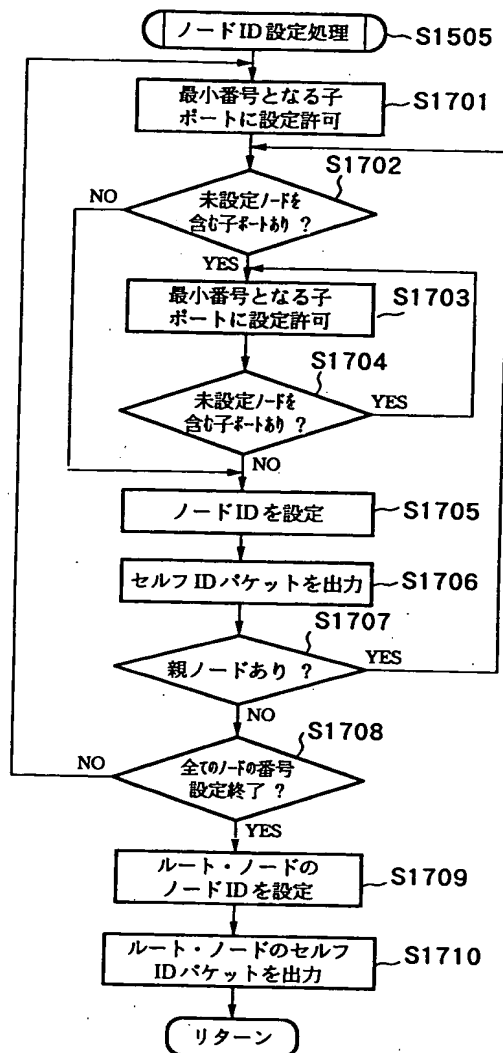 ノードID設定処理
S1505
最小番号となる子
ポートに設定許可
S1701
S1702
NO
未設定ノードを
含む子ポートあり ?
YES
最小番号となる子
ポートに設定許可
S1703
S1704
未設定ノードを
含む子ポートあり ?
YES
NO
ノードIDを設定
S1705
セルフIDパケットを出力
S1706
S1707
親ノードあり ?
YES
NO
S1708
NO
全てのノードの番号
設定終了 ?
YES
ルート・ノードの
ノードIDを設定
S1709
ルート・ノードのセルフ
IDパケットを出力
S1710
リターン